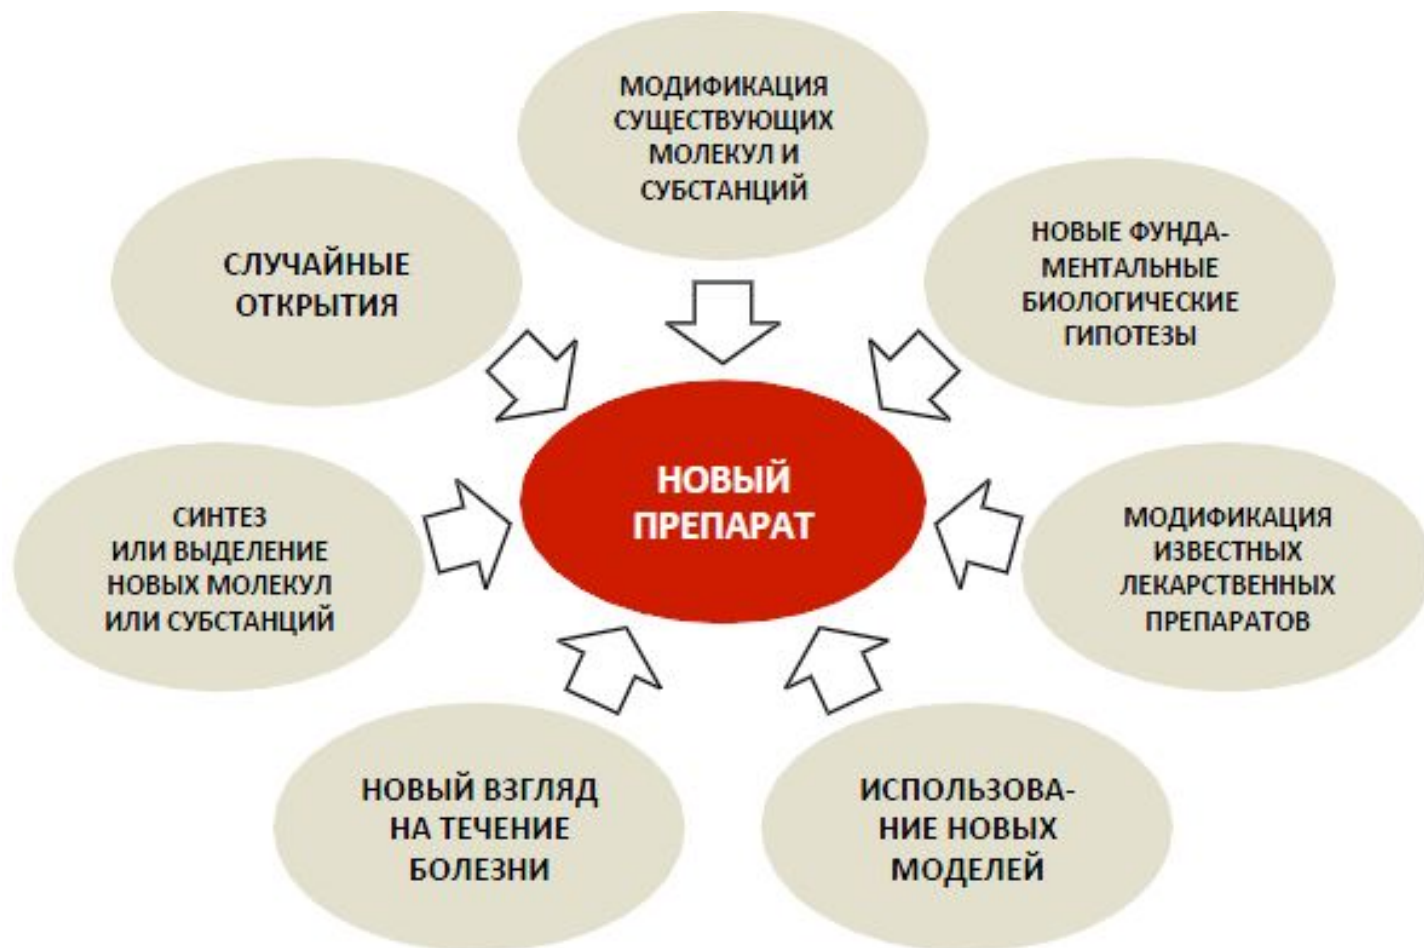 МОДИФИКАЦИЯ
СУЩЕСТВУЮЩИХ
МОЛЕКУЛ И
СУБСТАНЦИЙ
СЛУЧАЙНЫЕ
ОТКРЫТИЯ
НОВЫЕ ФУНДА-
МЕНТАЛЬНЫЕ
БИОЛОГИЧЕСКИЕ
ГИПОТЕЗЫ
НОВЫЙ
ПРЕПАРАТ
СИНТЕЗ
ИЛИ ВЫДЕЛЕНИЕ
НОВЫХ МОЛЕКУЛ
ИЛИ СУБСТАНЦИЙ
МОДИФИКАЦИЯ
ИЗВЕСТНЫХ
ЛЕКАРСТВЕННЫХ
ПРЕПАРАТОВ
НОВЫЙ ВЗГЛЯД
НА ТЕЧЕНИЕ
БОЛЕЗНИ
ИСПОЛЬЗОВА-
НИЕ НОВЫХ
МОДЕЛЕЙ